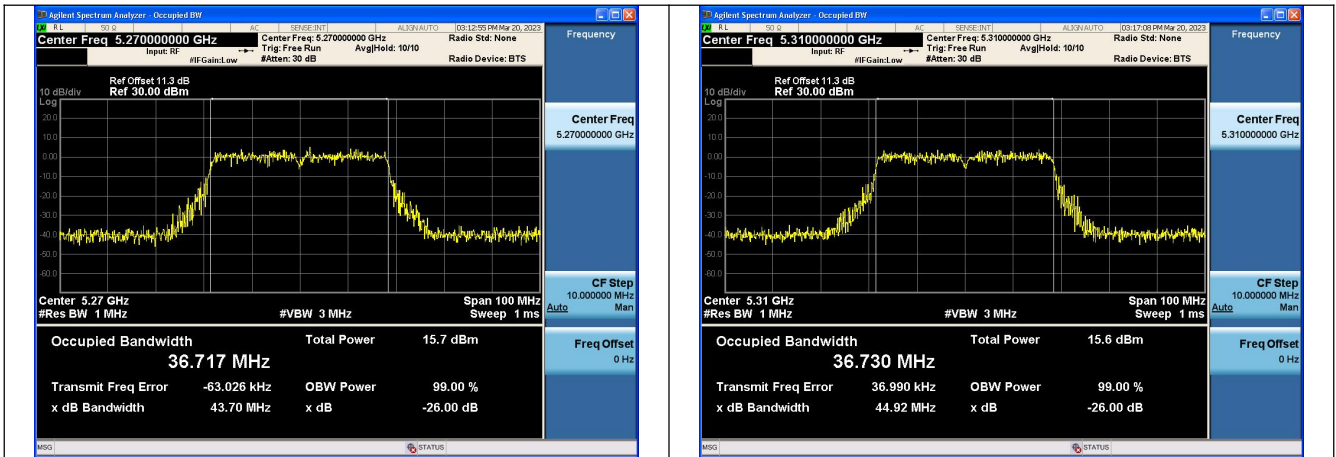 Agilent Spectrum Analyzer - Occupied BW
RL 50 Ω AC SENSE:INT ALIGN AUTO 03:12:55 PM Mar 20, 2023
Center Freq 5.270000000 GHz
Center Freq: 5.270000000 GHz
Radio Std: None
Input: RF
Trig: Free Run Avg|Hold: 10/10
#IFGain:Low
#Atten: 30 dB
Radio Device: BTS
Ref Offset 11.3 dB
10 dB/div Ref 30.00 dBm
Log
20.0
10.0
0.00
-10.0
-20.0
-30.0
-40.0
-50.0
-60.0
Center 5.27 GHz Span 100 MHz
#Res BW 1 MHz #VBW 3 MHz Sweep 1 ms
Occupied Bandwidth Total Power 15.7 dBm
36.717 MHz
Transmit Freq Error -63.026 kHz OBW Power 99.00 %
x dB Bandwidth 43.70 MHz x dB -26.00 dB
MSG STATUS
Frequency
Center Freq
5.270000000 GHz
CF Step
10.000000 MHz
Auto Man
Freq Offset
0 Hz
Agilent Spectrum Analyzer - Occupied BW
RL 50 Ω AC SENSE:INT ALIGN AUTO 03:17:08 PM Mar 20, 2023
Center Freq 5.310000000 GHz
Center Freq: 5.310000000 GHz
Radio Std: None
Input: RF
Trig: Free Run Avg|Hold: 10/10
#IFGain:Low
#Atten: 30 dB
Radio Device: BTS
Ref Offset 11.3 dB
10 dB/div Ref 30.00 dBm
Log
20.0
10.0
0.00
-10.0
-20.0
-30.0
-40.0
-50.0
-60.0
Center 5.31 GHz Span 100 MHz
#Res BW 1 MHz #VBW 3 MHz Sweep 1 ms
Occupied Bandwidth Total Power 15.6 dBm
36.730 MHz
Transmit Freq Error 36.990 kHz OBW Power 99.00 %
x dB Bandwidth 44.92 MHz x dB -26.00 dB
MSG STATUS
Frequency
Center Freq
5.310000000 GHz
CF Step
10.000000 MHz
Auto Man
Freq Offset
0 Hz